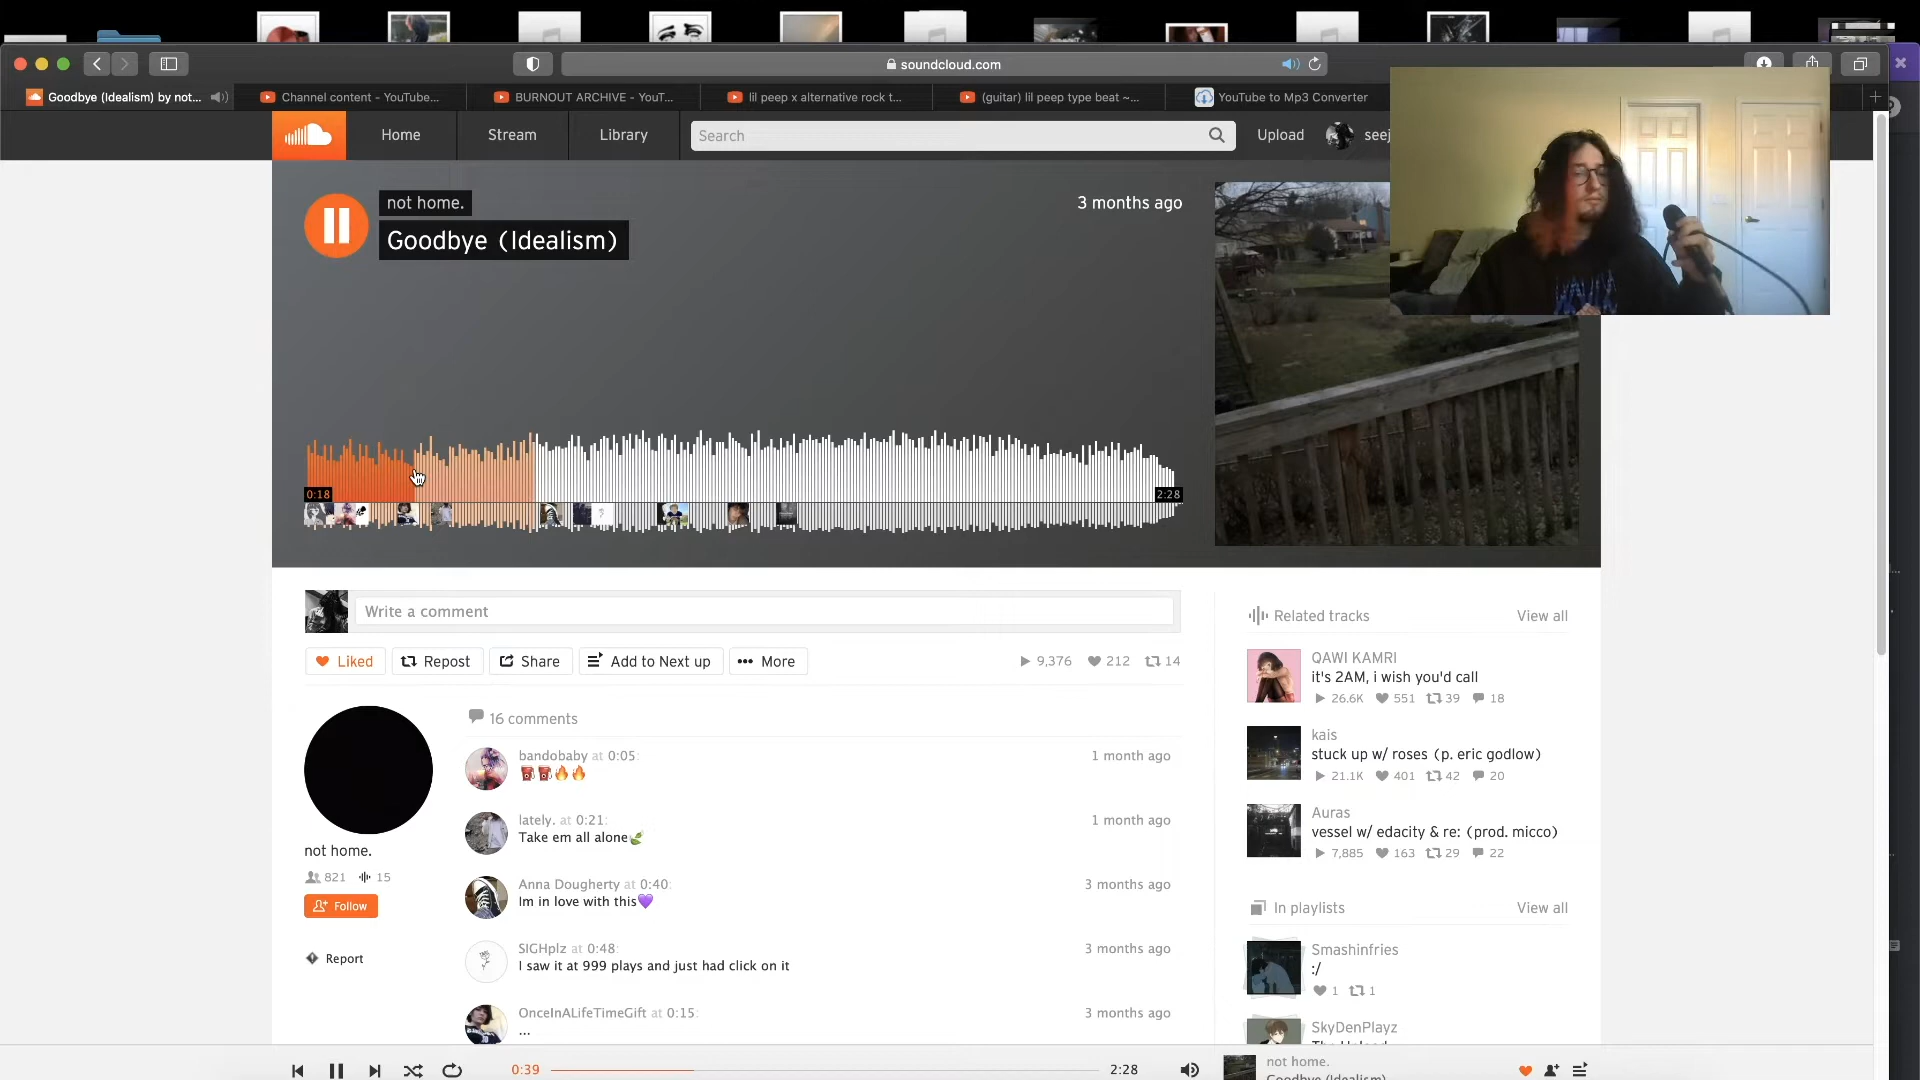 soundcloud.com
Goodbye (Idealism) by not...
Channel content - YouTube...
BURNOUT ARCHIVE - YouT...
lil peep x alternative rock t...
(guitar) lil peep type beat ~...
YouTube to Mp3 Converter
Home
Stream
Library
Search
Upload
seej
not home.
3 months ago
Goodbye (Idealism)
0:18
2:28
Write a comment
Liked
Repost
Share
Add to Next up
More
9,376
212
14
Related tracks
View all
QAWI KAMRI
it's 2AM, i wish you'd call
26.6K
551
39
18
kais
stuck up w/ roses (p. eric godlow)
21.1K
401
42
20
Auras
vessel w/ edacity & re: (prod. micco)
7,885
163
29
22
not home.
821
15
Follow
Report
16 comments
bandobaby at 0:05:
1 month ago
lately. at 0:21:
1 month ago
Take em all alone
Anna Dougherty at 0:40:
3 months ago
Im in love with this
SIGHplz at 0:48:
3 months ago
I saw it at 999 plays and just had click on it
OnceInALifeTimeGift at 0:15:
3 months ago
...
In playlists
View all
Smashinfries
:/
1
1
SkyDenPlayz
0:39
2:28
not home.
Goodbye (Idealism)